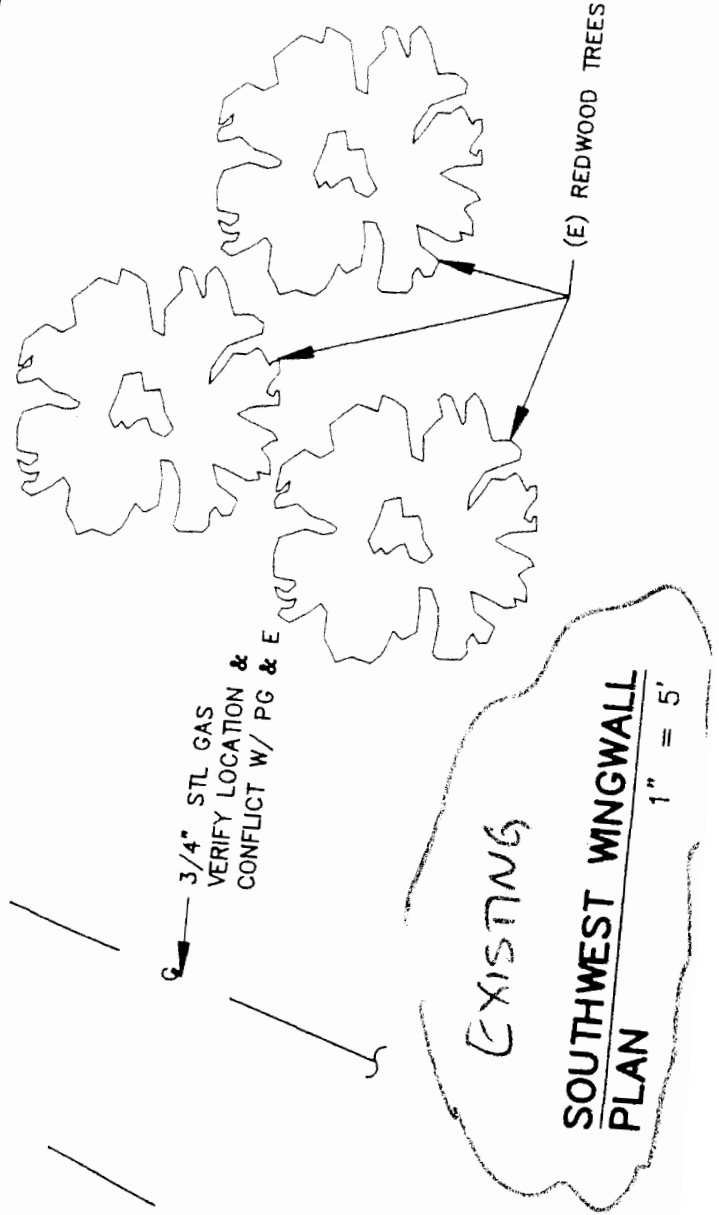 (E) REDWOOD TREES
3/4" STL GAS
VERIFY LOCATION &
CONFLICT W/ PG & E
G
EXISTING
SOUTHWEST WINGWALL
PLAN
1" = 5'